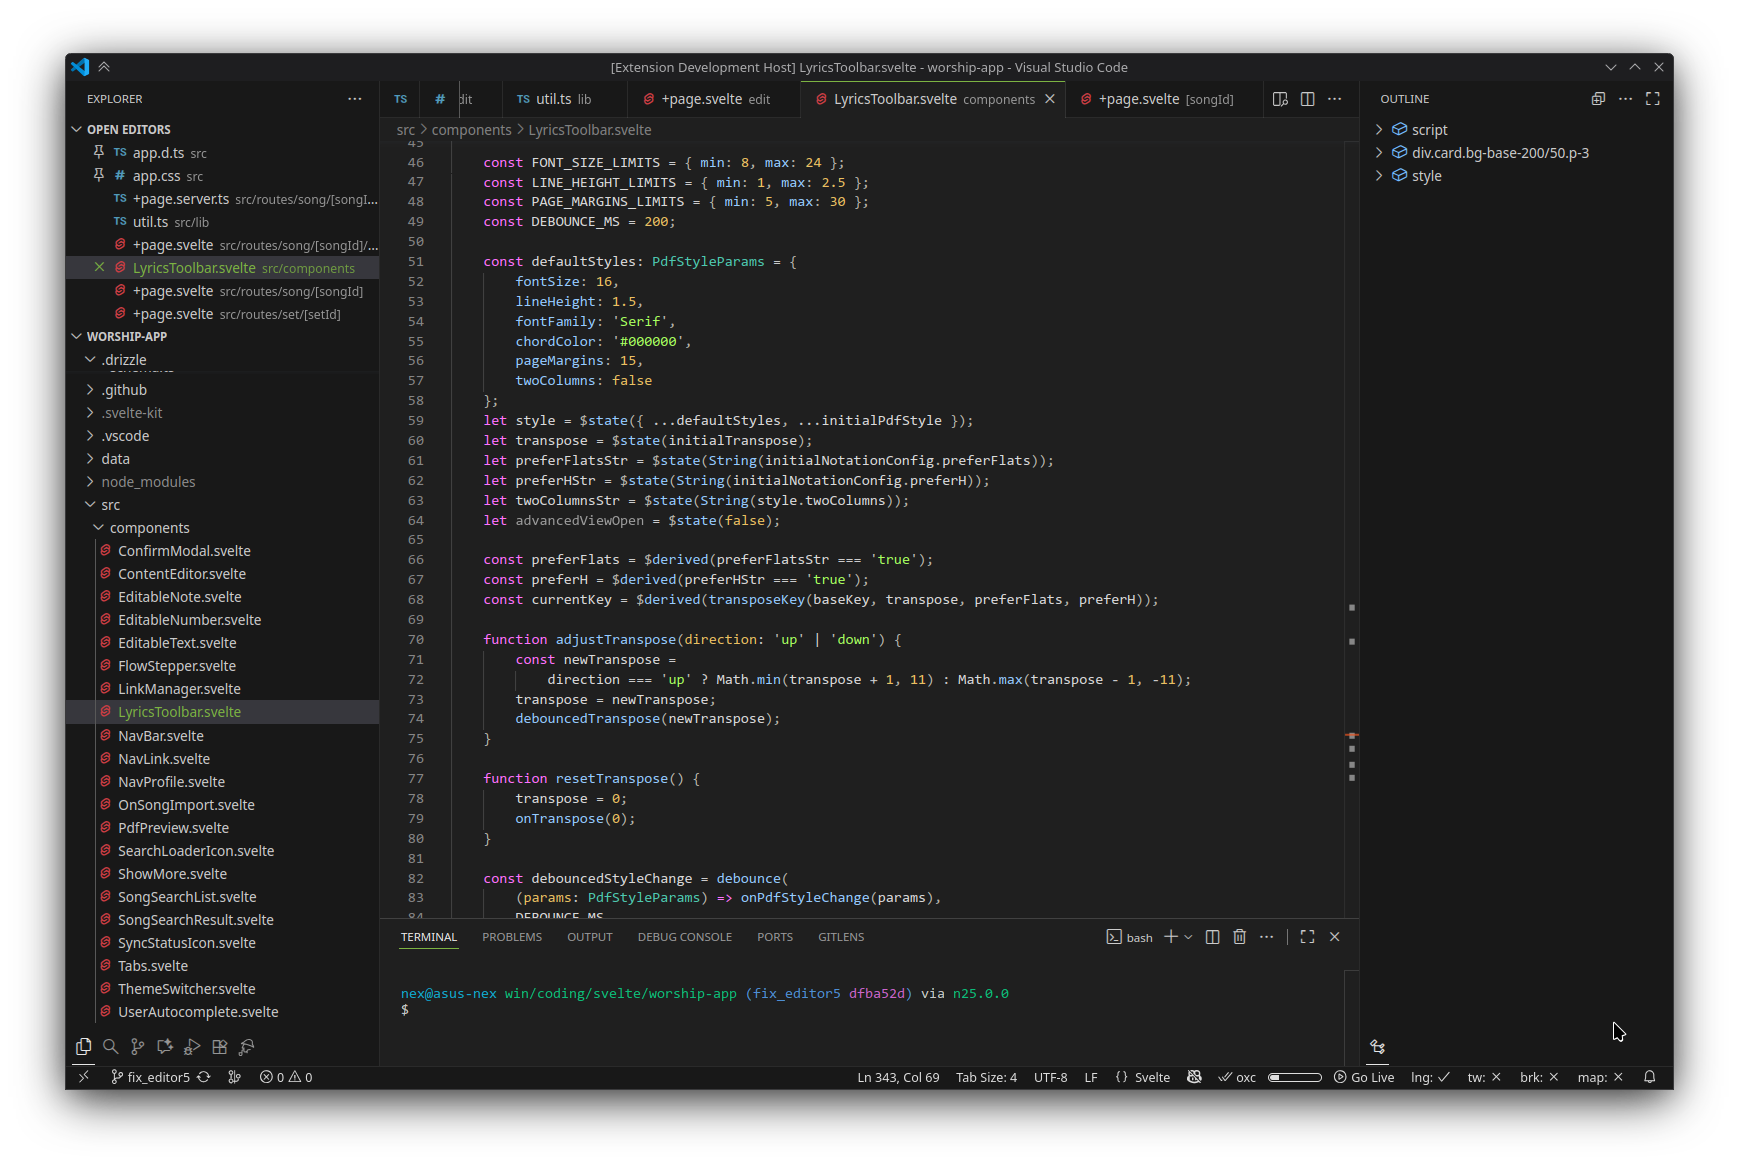 [Extension Development Host] LyricsToolbar.svelte - worship-app - Visual Studio Code
EXPLORER
OPEN EDITORS
TS app.d.ts src
# app.css src
TS +page.server.ts src/routes/song/[songI...
TS util.ts src/lib
+page.svelte src/routes/song/[songId]/...
LyricsToolbar.svelte src/components
+page.svelte src/routes/song/[songId]
+page.svelte src/routes/set/[setId]
WORSHIP-APP
.drizzle
.github
.svelte-kit
.vscode
data
node_modules
src
components
ConfirmModal.svelte
ContentEditor.svelte
EditableNote.svelte
EditableNumber.svelte
EditableText.svelte
FlowStepper.svelte
LinkManager.svelte
LyricsToolbar.svelte
NavBar.svelte
NavLink.svelte
NavProfile.svelte
OnSongImport.svelte
PdfPreview.svelte
SearchLoaderIcon.svelte
ShowMore.svelte
SongSearchList.svelte
SongSearchResult.svelte
SyncStatusIcon.svelte
Tabs.svelte
ThemeSwitcher.svelte
UserAutocomplete.svelte
TS # dit TS util.ts lib +page.svelte edit LyricsToolbar.svelte components +page.svelte [songId]
src > components > LyricsToolbar.svelte
45
46 const FONT_SIZE_LIMITS = { min: 8, max: 24 };
47 const LINE_HEIGHT_LIMITS = { min: 1, max: 2.5 };
48 const PAGE_MARGINS_LIMITS = { min: 5, max: 30 };
49 const DEBOUNCE_MS = 200;
50
51 const defaultStyles: PdfStyleParams = {
52 fontSize: 16,
53 lineHeight: 1.5,
54 fontFamily: 'Serif',
55 chordColor: '#000000',
56 pageMargins: 15,
57 twoColumns: false
58 };
59 let style = $state({ ...defaultStyles, ...initialPdfStyle });
60 let transpose = $state(initialTranspose);
61 let preferFlatsStr = $state(String(initialNotationConfig.preferFlats));
62 let preferHStr = $state(String(initialNotationConfig.preferH));
63 let twoColumnsStr = $state(String(style.twoColumns));
64 let advancedViewOpen = $state(false);
65
66 const preferFlats = $derived(preferFlatsStr === 'true');
67 const preferH = $derived(preferHStr === 'true');
68 const currentKey = $derived(transposeKey(baseKey, transpose, preferFlats, preferH));
69
70 function adjustTranspose(direction: 'up' | 'down') {
71 const newTranspose =
72 direction === 'up' ? Math.min(transpose + 1, 11) : Math.max(transpose - 1, -11);
73 transpose = newTranspose;
74 debouncedTranspose(newTranspose);
75 }
76
77 function resetTranspose() {
78 transpose = 0;
79 onTranspose(0);
80 }
81
82 const debouncedStyleChange = debounce(
83 (params: PdfStyleParams) => onPdfStyleChange(params),
84 DEBOUNCE_MS
TERMINAL PROBLEMS OUTPUT DEBUG CONSOLE PORTS GITLENS bash
nex@asus-nex win/coding/svelte/worship-app (fix_editor5 dfba52d) via n25.0.0
$
OUTLINE
script
div.card.bg-base-200/50.p-3
style
fix_editor5 0 0 Ln 343, Col 69 Tab Size: 4 UTF-8 LF {} Svelte oxc Go Live lng: ✓ tw: × brk: × map: ×